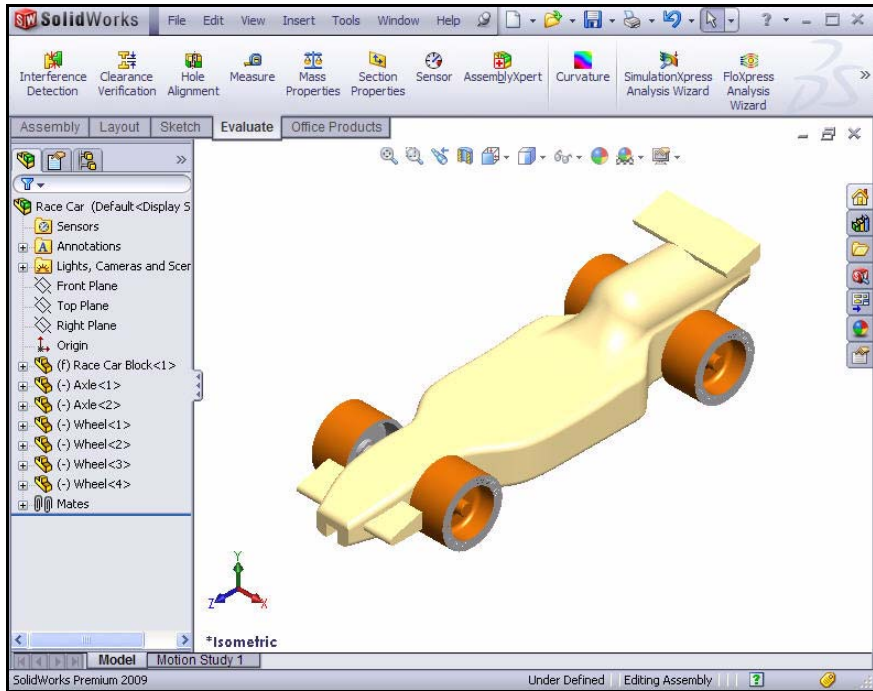 SolidWorks File Edit View Insert Tools Window Help ?
Interference Detection
Clearance Verification
Hole Alignment
Measure
Mass Properties
Section Properties
Sensor
AssemblyXpert
Curvature
SimulationXpress Analysis Wizard
FloXpress Analysis Wizard
Assembly Layout Sketch Evaluate Office Products
Race Car (Default<Display S
Sensors
A Annotations
Lights, Cameras and Scer
Front Plane
Top Plane
Right Plane
Origin
(f) Race Car Block<1>
(-) Axle<1>
(-) Axle<2>
(-) Wheel<1>
(-) Wheel<2>
(-) Wheel<3>
(-) Wheel<4>
Mates
Y
Z X
*Isometric
Model Motion Study 1
SolidWorks Premium 2009 Under Defined Editing Assembly ?